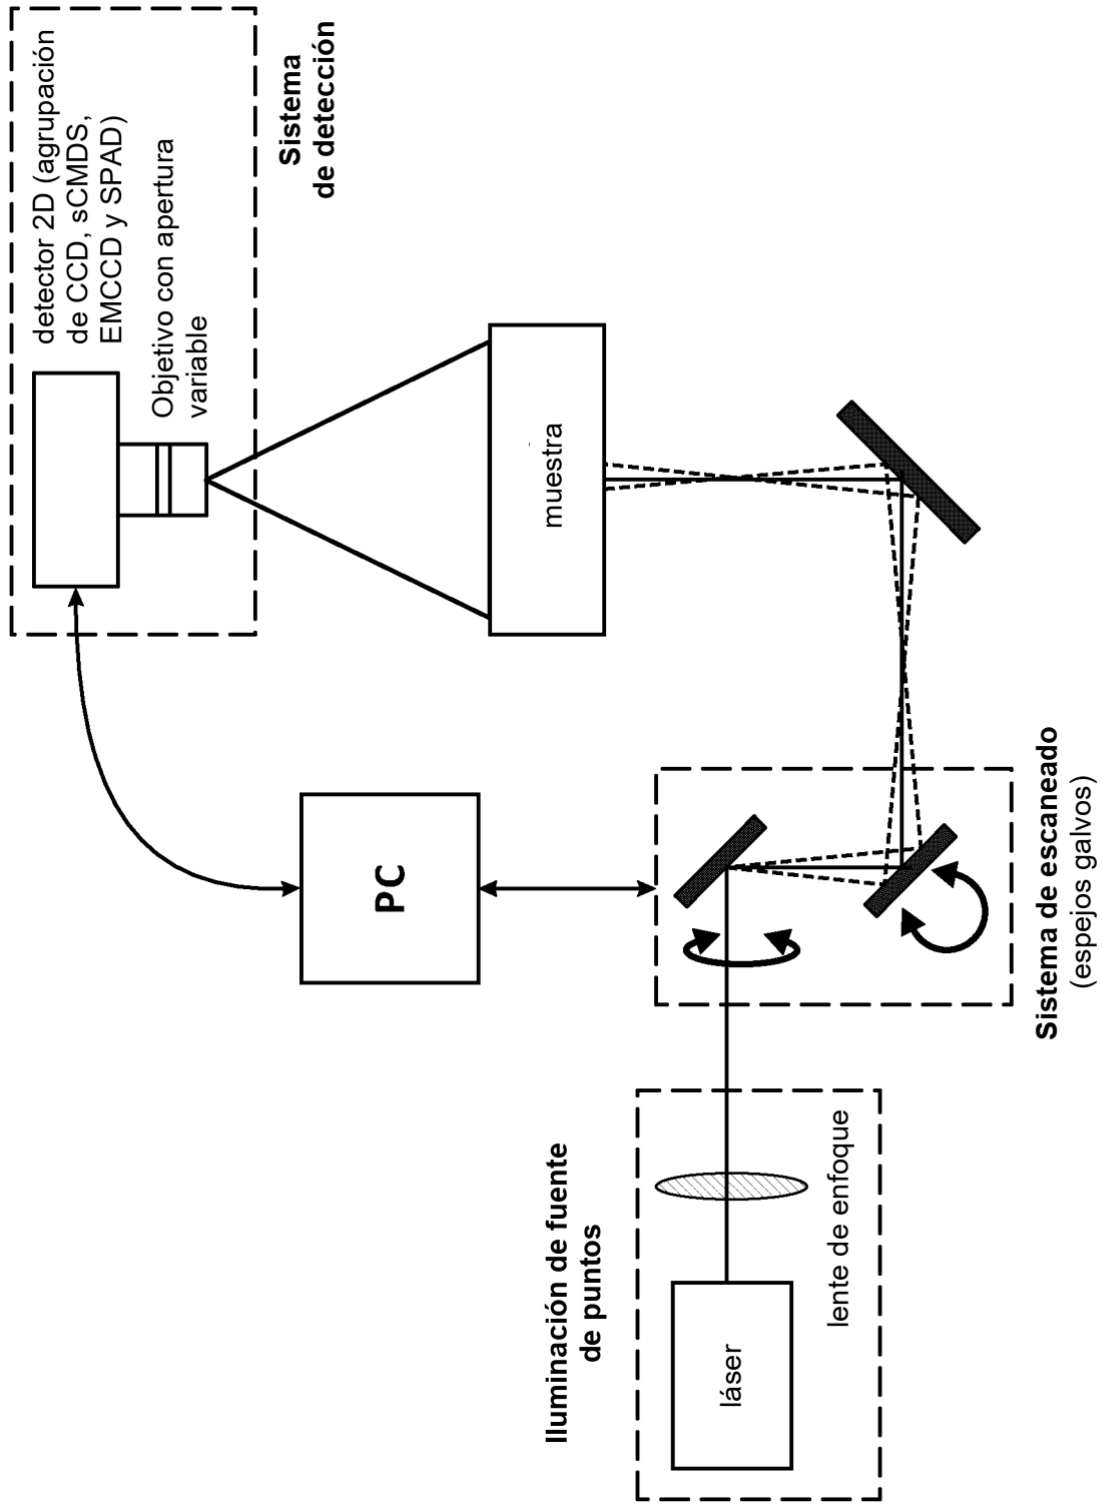 detector 2D (agrupación
de CCD, sCMDS,
EMCCD y SPAD)
Objetivo con apertura
variable
Sistema
de detección
muestra
PC
Sistema de escaneado
(espejos galvos)
Iluminación de fuente
de puntos
láser
lente de enfoque